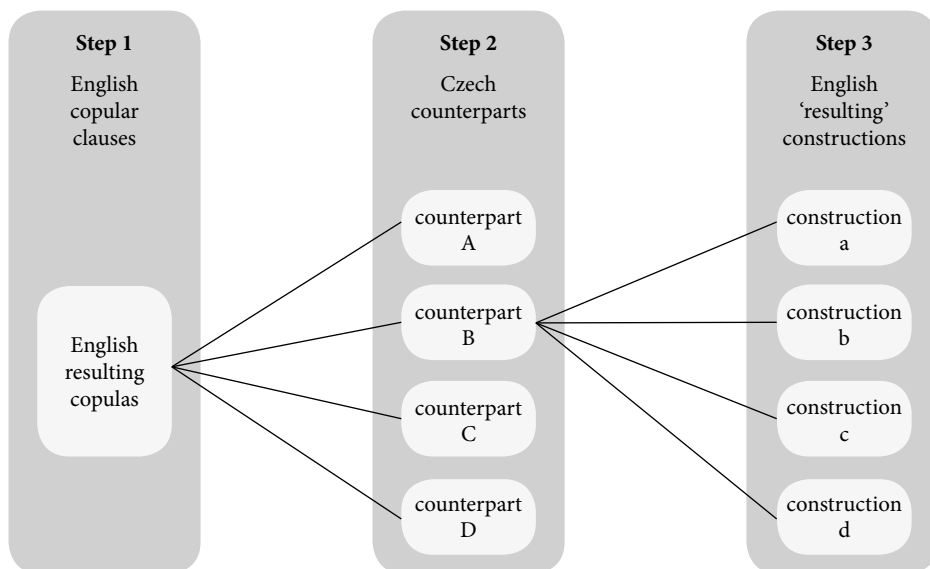 Step 1
English
copular
clauses
English
resulting
copulas
Step 2
Czech
counterparts
counterpart
A
counterpart
B
counterpart
C
counterpart
D
Step 3
English
‘resulting’
constructions
construction
a
construction
b
construction
c
construction
d